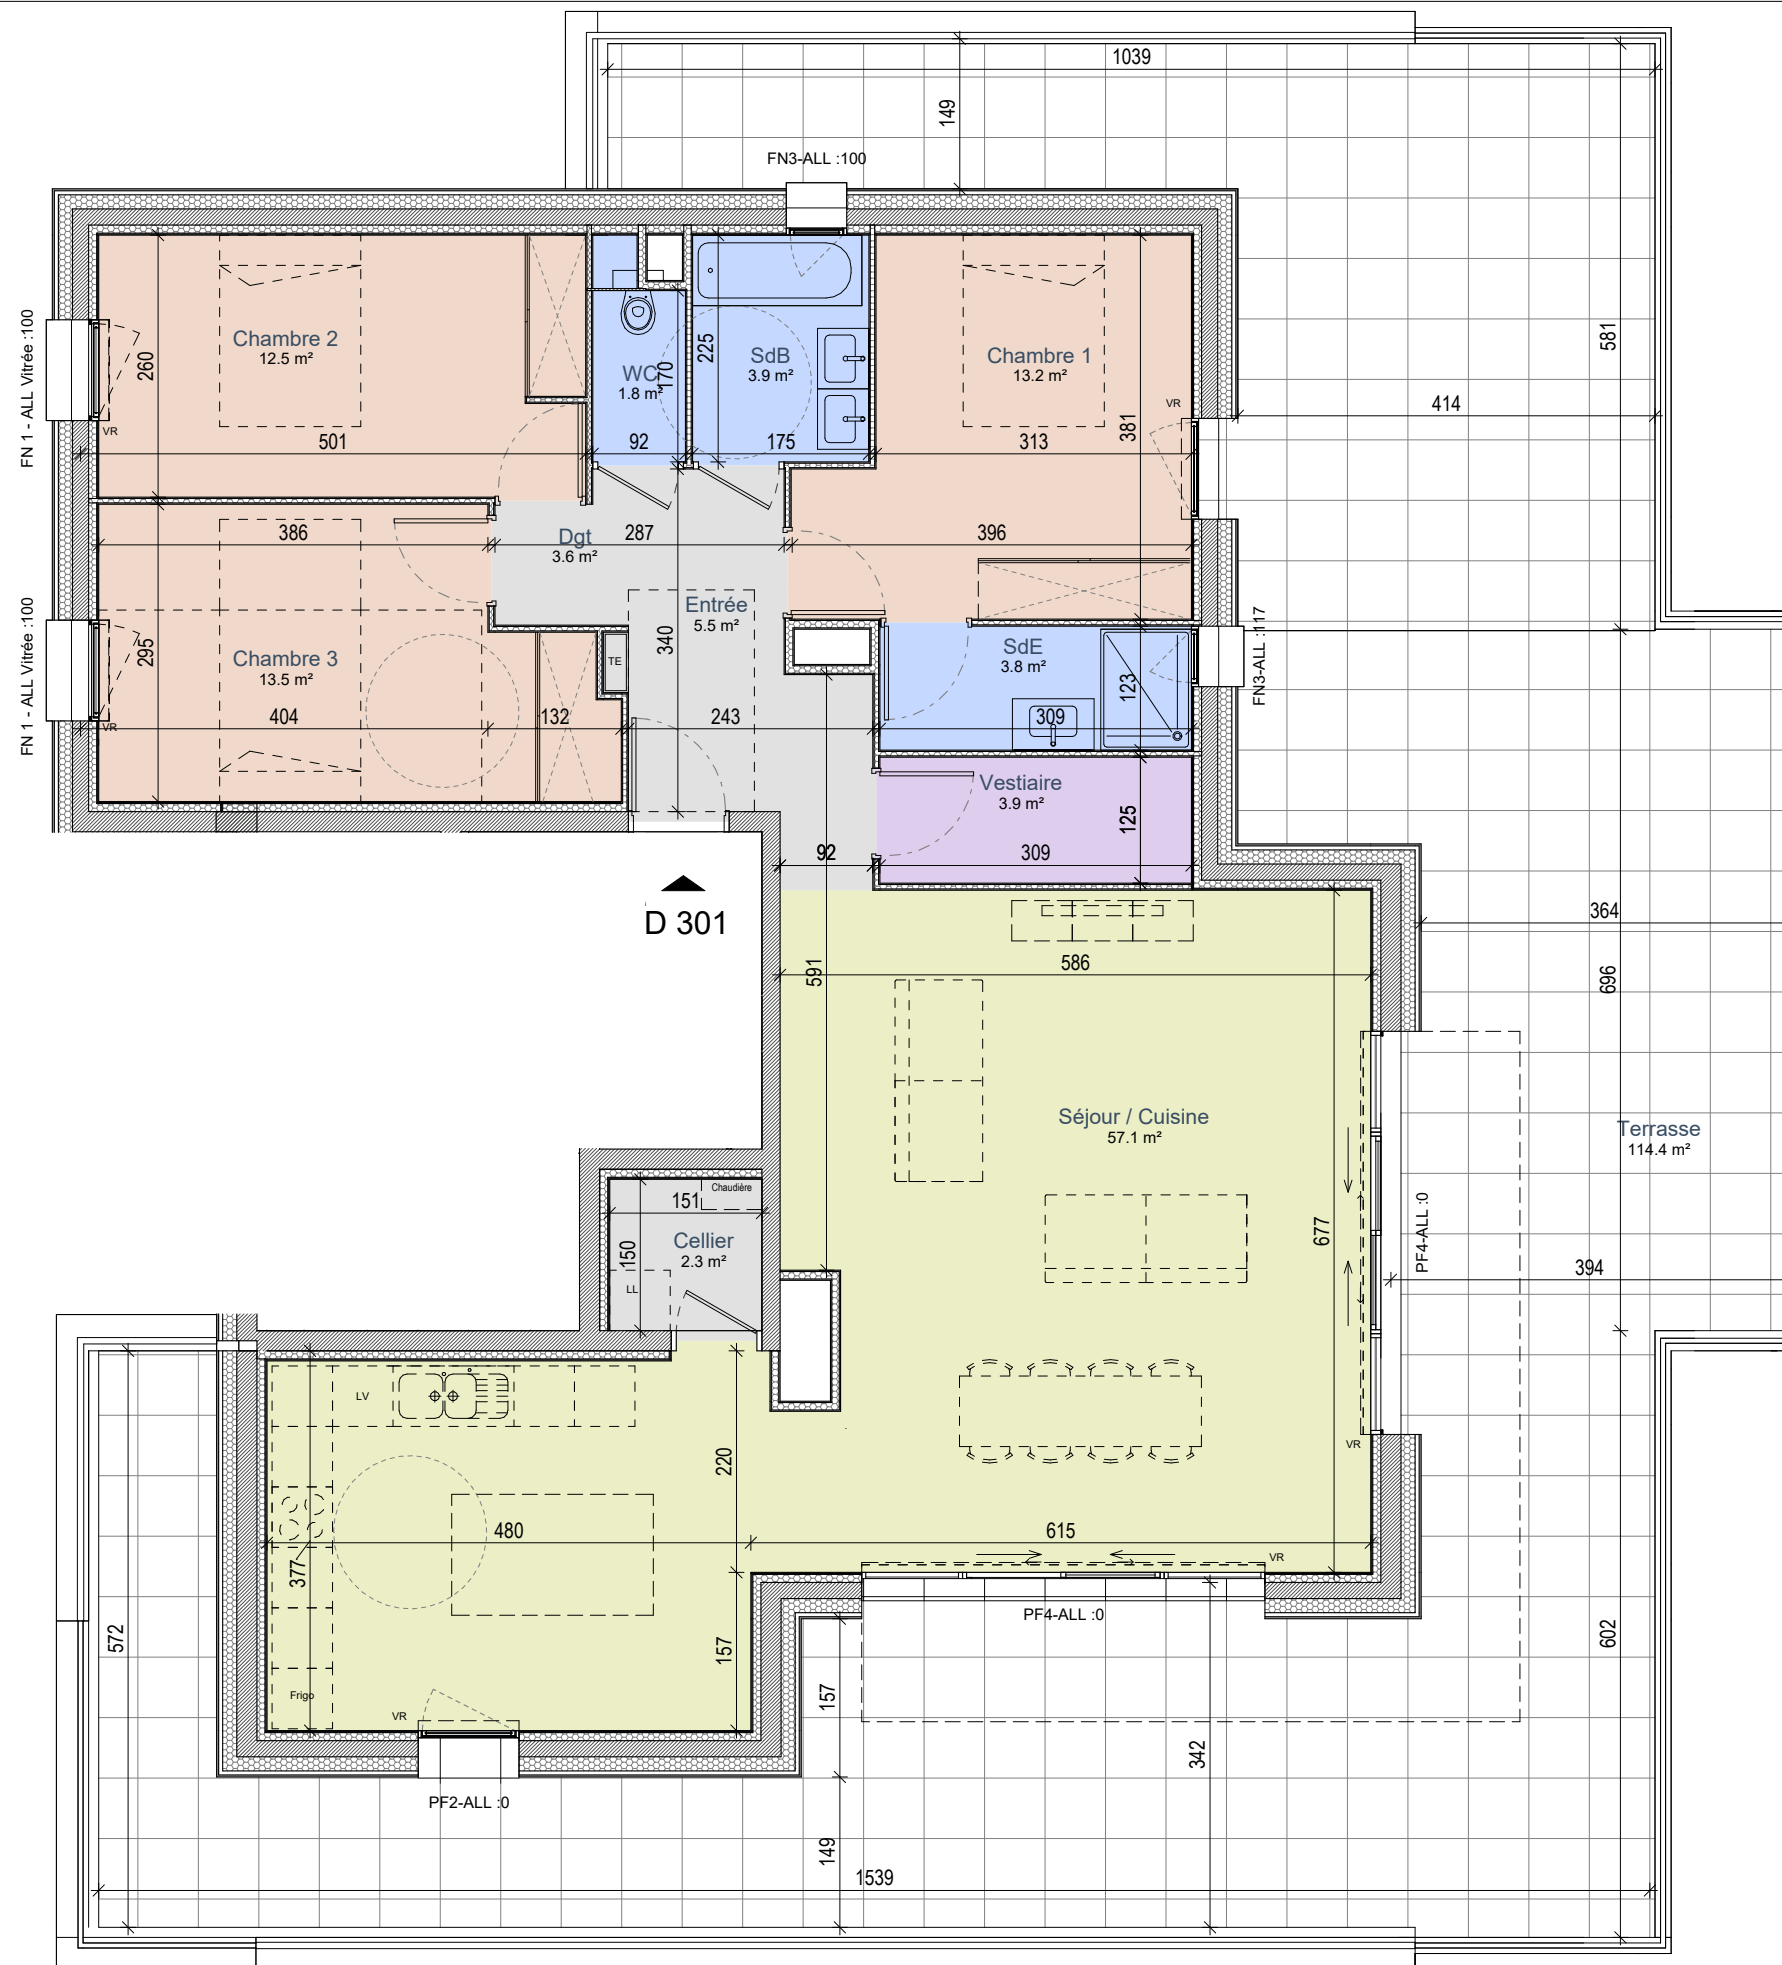 1039
149
FN3-ALL :100
FN 1 - ALL Vitrée :100
Chambre 2
12.5 m²
260
VR
501
WC
1.8 m²
170
92
225
SdB
3.9 m²
175
Chambre 1
13.2 m²
381
VR
313
581
414
386
Dgt
3.6 m²
287
396
Entrée
5.5 m²
340
FN 1 - ALL Vitrée :100
295
Chambre 3
13.5 m²
VR
404
132
TE
243
SdE
3.8 m²
123
309
FN3-ALL :117
Vestiaire
3.9 m²
125
92
309
D 301
364
586
591
696
Séjour / Cuisine
57.1 m²
Terrasse
114.4 m²
Chaudière
151
Cellier
2.3 m²
150
LL
677
PF4-ALL :0
394
LV
220
VR
480
615
377
VR
PF4-ALL :0
572
157
602
Frigo
VR
157
342
PF2-ALL :0
149
1539